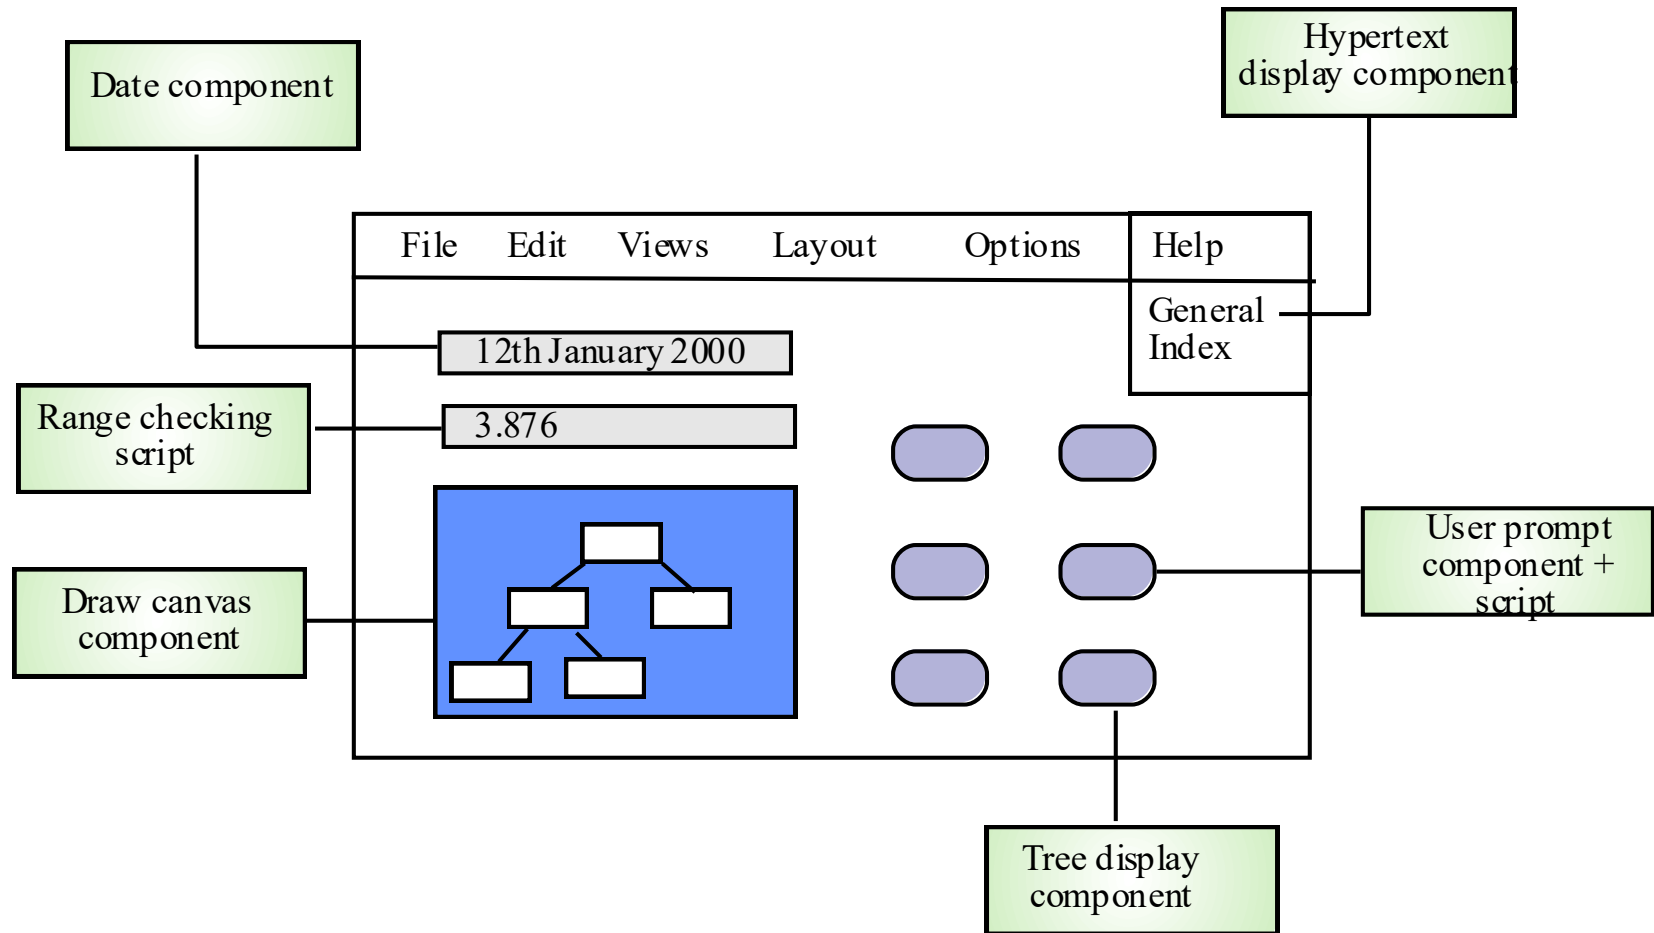 Hypertext
display component
Date component
File Edit Views Layout Options Help
General
Index
12th January 2000
3.876
Range checking
script
User prompt
component +
script
Draw canvas
component
Tree display
component